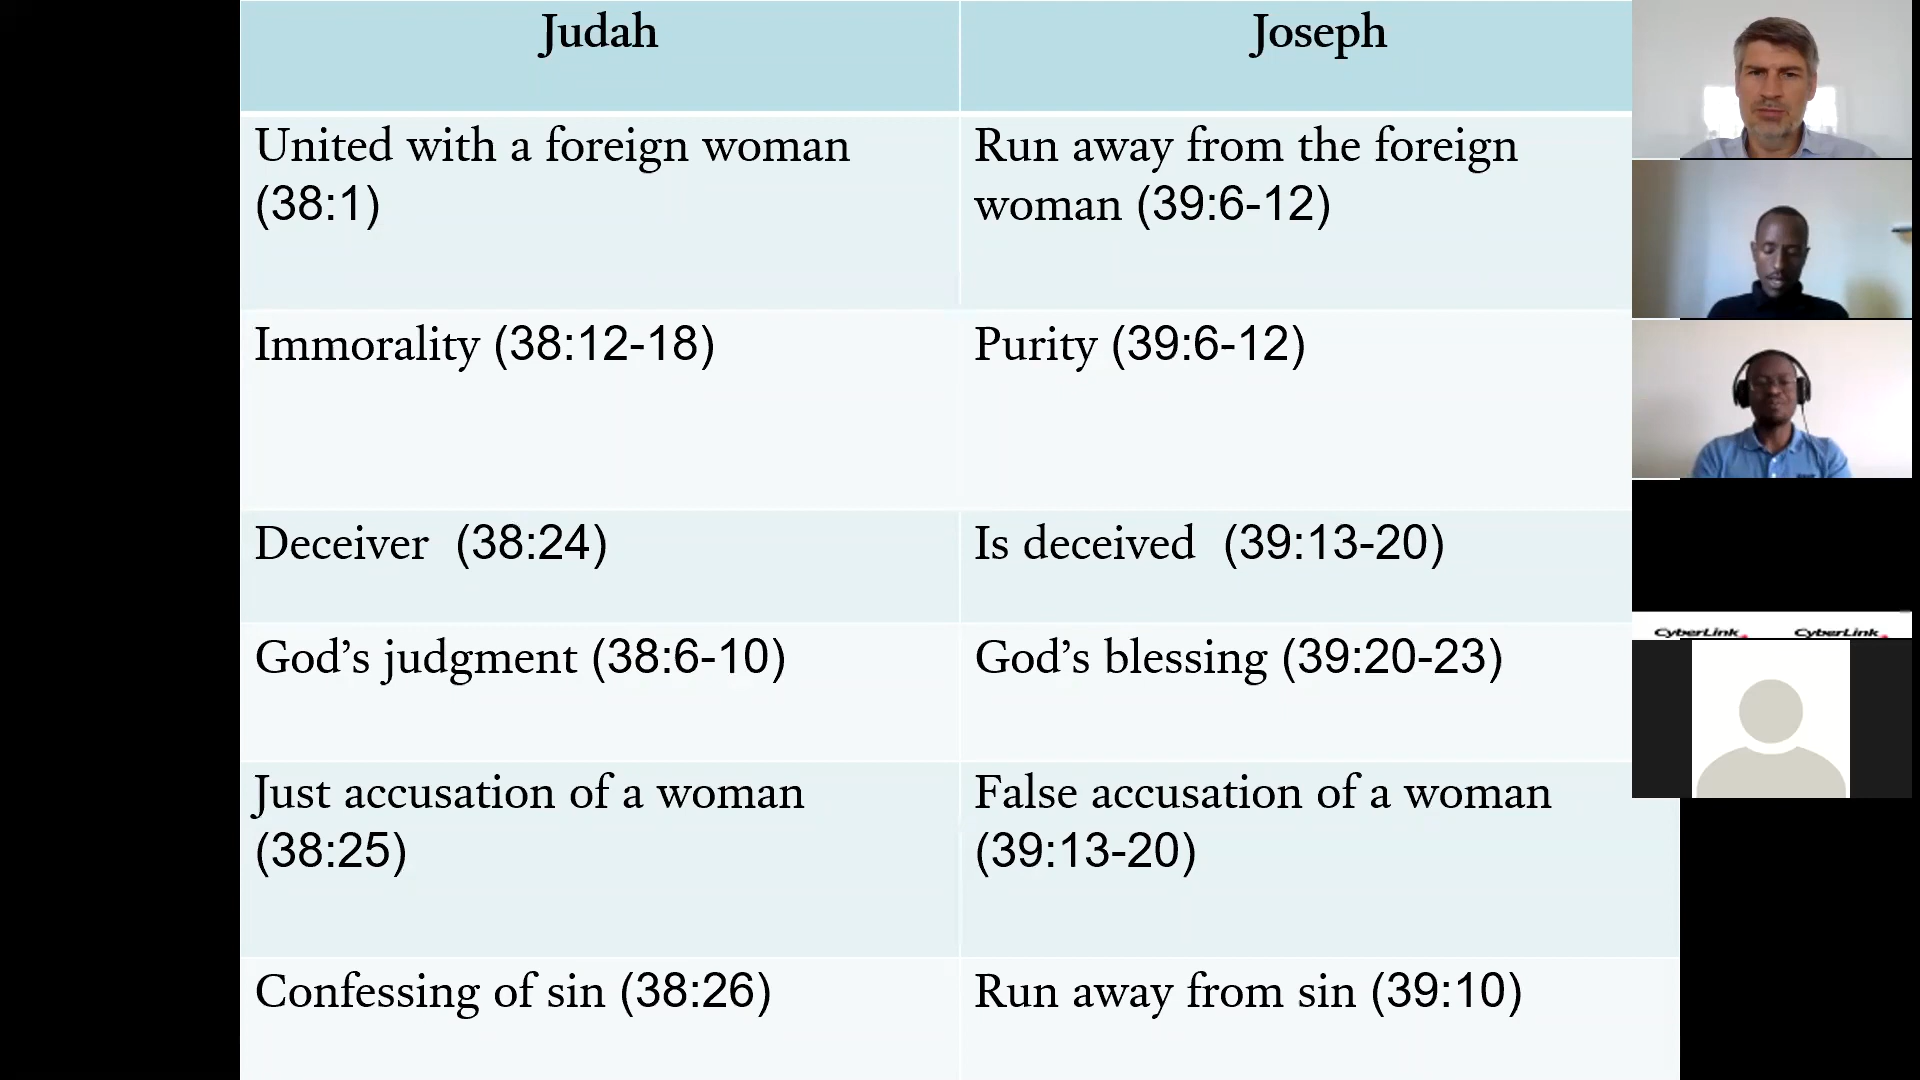 Judah
Joseph
United with a foreign woman
(38:1)
Run away from the foreign
woman (39:6-12)
Immorality (38:12-18)
Purity (39:6-12)
Deceiver (38:24)
Is deceived (39:13-20)
God’s judgment (38:6-10)
God’s blessing (39:20-23)
Just accusation of a woman
(38:25)
False accusation of a woman
(39:13-20)
Confessing of sin (38:26)
Run away from sin (39:10)
CyberLink
CyberLink